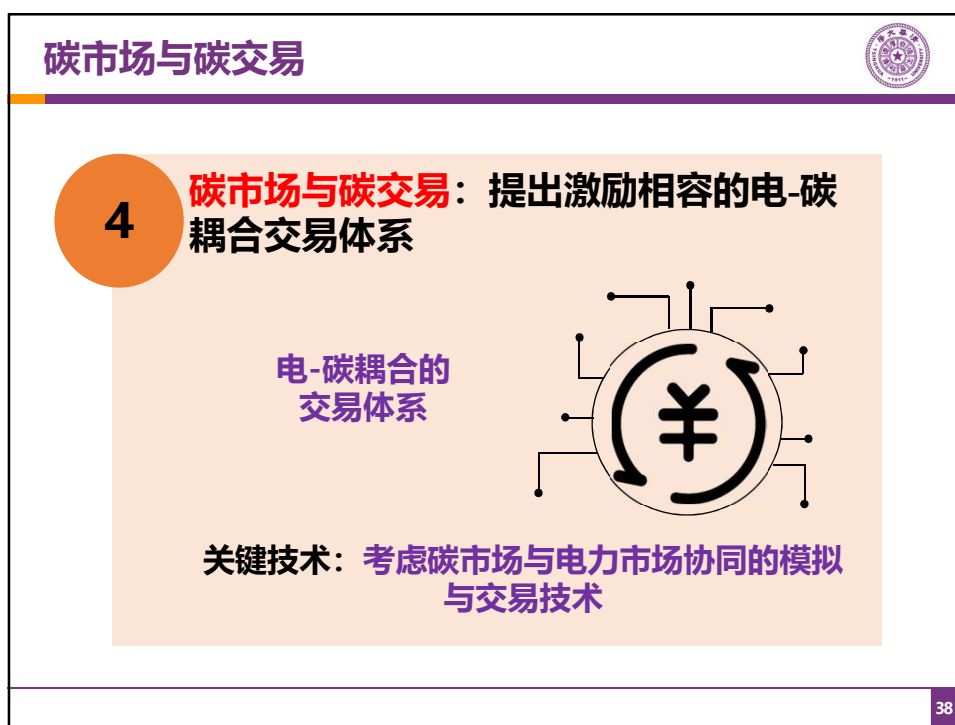 碳市场与碳交易
4
碳市场与碳交易：提出激励相容的电-碳
耦合交易体系
电-碳耦合的
交易体系
¥
关键技术：考虑碳市场与电力市场协同的模拟
与交易技术
38